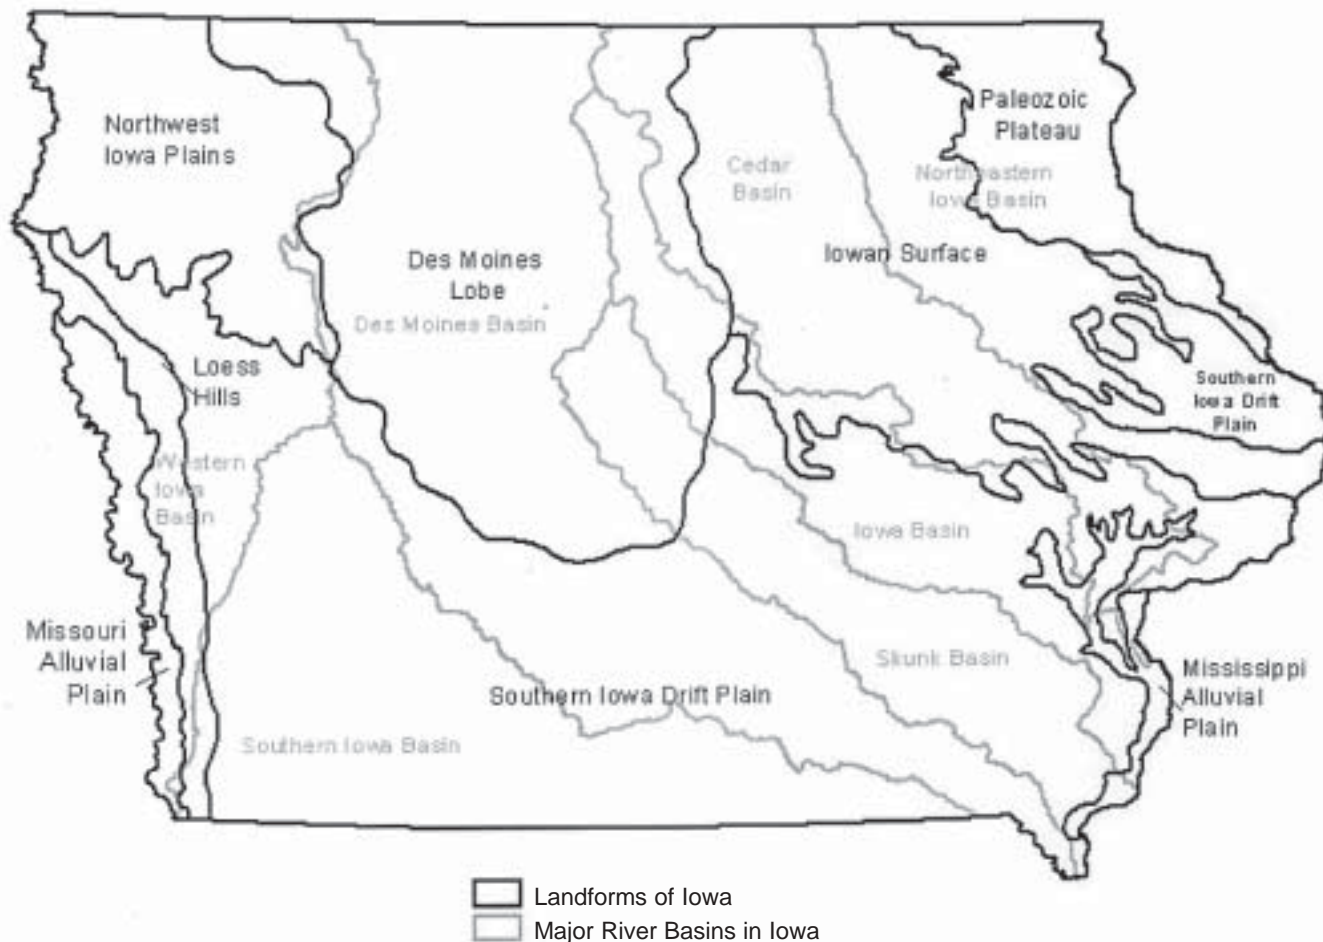 Northwest
Iowa Plains
Paleozoic
Plateau
Cedar
Basin
Northeastern
Iowa Basin
Iowan Surface
Des Moines
Lobe
Des Moines Basin
Loess
Hills
Southern
Iowa Drift
Plain
Western
Iowa
Basin
Iowa Basin
Missouri
Alluvial
Plain
Skunk Basin
Mississippi
Alluvial
Plain
Southern Iowa Drift Plain
Southern Iowa Basin
Landforms of Iowa
Major River Basins in Iowa